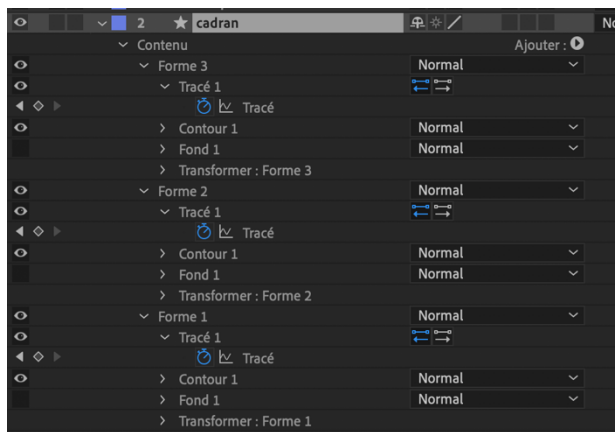 2 cadran No
Contenu Ajouter :
Forme 3 Normal
Tracé 1
Tracé
Contour 1 Normal
Fond 1 Normal
Transformer : Forme 3
Forme 2 Normal
Tracé 1
Tracé
Contour 1 Normal
Fond 1 Normal
Transformer : Forme 2
Forme 1 Normal
Tracé 1
Tracé
Contour 1 Normal
Fond 1 Normal
Transformer : Forme 1